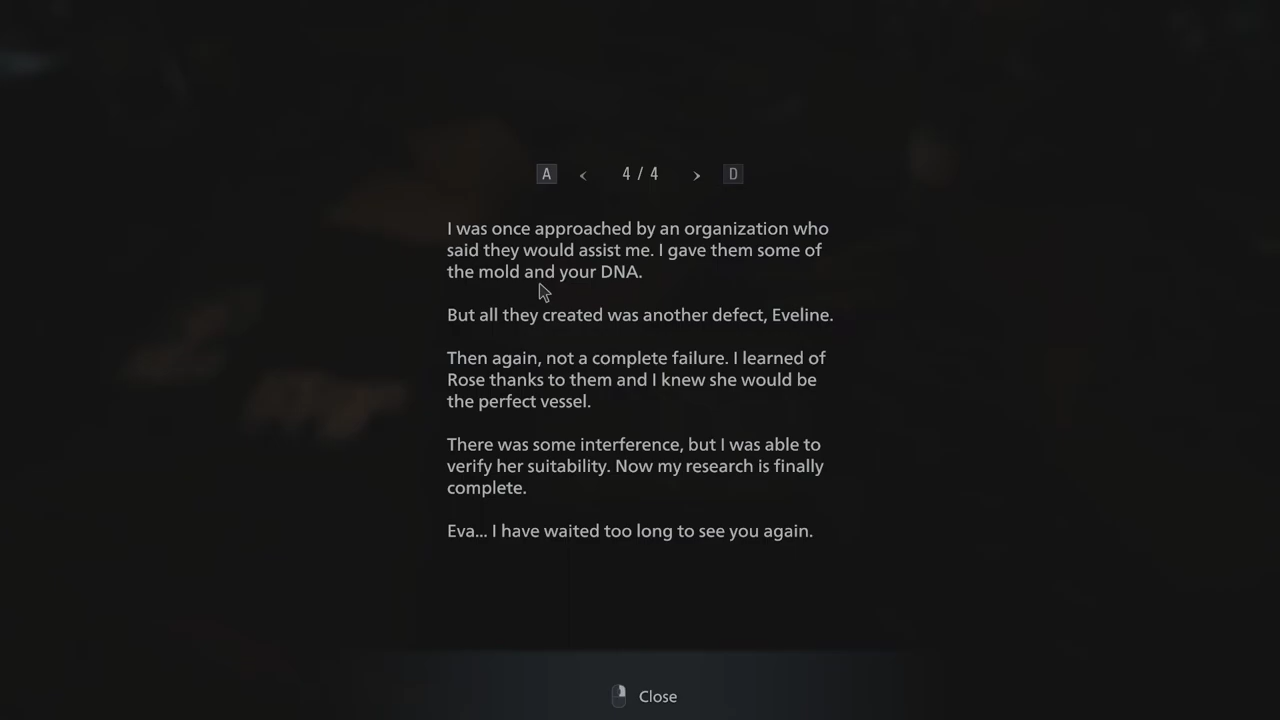 A < 4 / 4 > D
I was once approached by an organization who
said they would assist me. I gave them some of
the mold and your DNA.
But all they created was another defect, Eveline.
Then again, not a complete failure. I learned of
Rose thanks to them and I knew she would be
the perfect vessel.
There was some interference, but I was able to
verify her suitability. Now my research is finally
complete.
Eva... I have waited too long to see you again.
Close